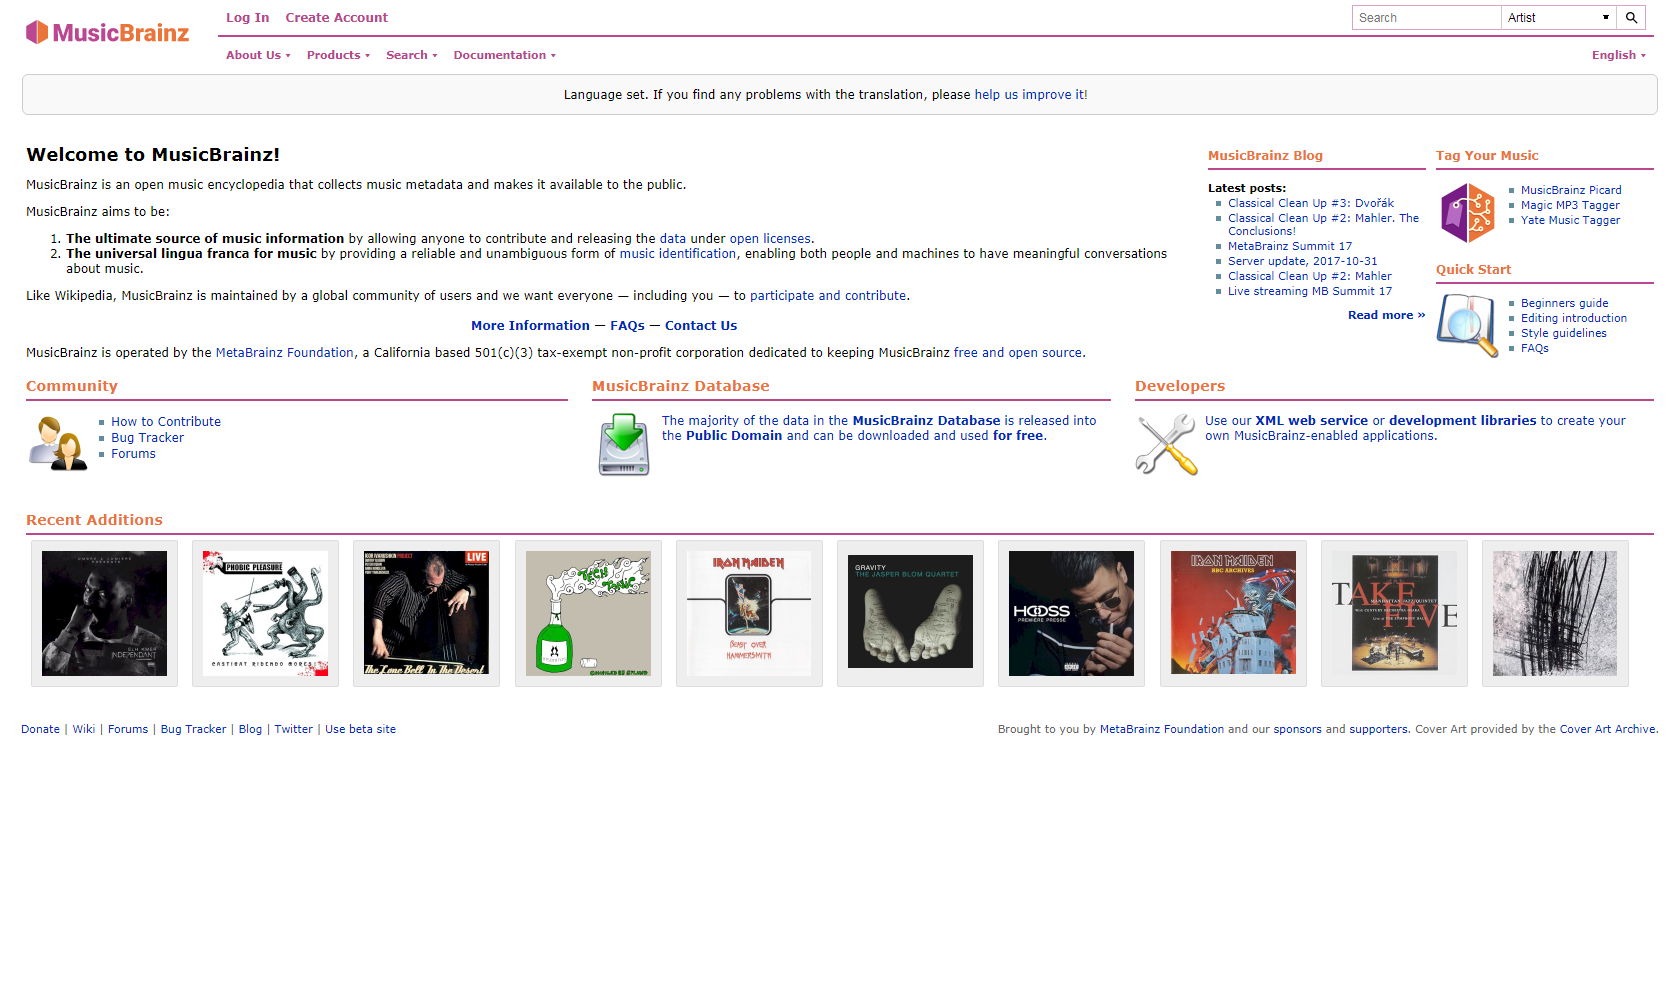 MusicBrainz
Log In Create Account
Search Artist
About Us Products Search Documentation
English
Language set. If you find any problems with the translation, please help us improve it!
Welcome to MusicBrainz!
MusicBrainz is an open music encyclopedia that collects music metadata and makes it available to the public.
MusicBrainz aims to be:
1. The ultimate source of music information by allowing anyone to contribute and releasing the data under open licenses.
2. The universal lingua franca for music by providing a reliable and unambiguous form of music identification, enabling both people and machines to have meaningful conversations
about music.
Like Wikipedia, MusicBrainz is maintained by a global community of users and we want everyone — including you — to participate and contribute.
More Information — FAQs — Contact Us
MusicBrainz is operated by the MetaBrainz Foundation, a California based 501(c)(3) tax-exempt non-profit corporation dedicated to keeping MusicBrainz free and open source.
MusicBrainz Blog
Latest posts:
Classical Clean Up #3: Dvořák
Classical Clean Up #2: Mahler. The
Conclusions!
MetaBrainz Summit 17
Server update, 2017-10-31
Classical Clean Up #2: Mahler
Live streaming MB Summit 17
Read more »
Tag Your Music
MusicBrainz Picard
Magic MP3 Tagger
Yate Music Tagger
Quick Start
Beginners guide
Editing introduction
Style guidelines
FAQs
Community
How to Contribute
Bug Tracker
Forums
MusicBrainz Database
The majority of the data in the MusicBrainz Database is released into
the Public Domain and can be downloaded and used for free.
Developers
Use our XML web service or development libraries to create your
own MusicBrainz-enabled applications.
Recent Additions
INDEPENDANT
PHOBIC PLEASURE
CASTIGAT RIDENDO MORES
LIVE
The Lone Bell In The Desert
TECH
TONIC
IRON MAIDEN
BEAST OVER
HAMMERSMITH
GRAVITY
THE JASPER BLOM QUARTET
HOOSS
PREMIERE PRESSE
IRON MAIDEN
BBC ARCHIVES
TAKE
MANHATTAN JAZZ QUINTET
FIVE
Donate | Wiki | Forums | Bug Tracker | Blog | Twitter | Use beta site
Brought to you by MetaBrainz Foundation and our sponsors and supporters. Cover Art provided by the Cover Art Archive.